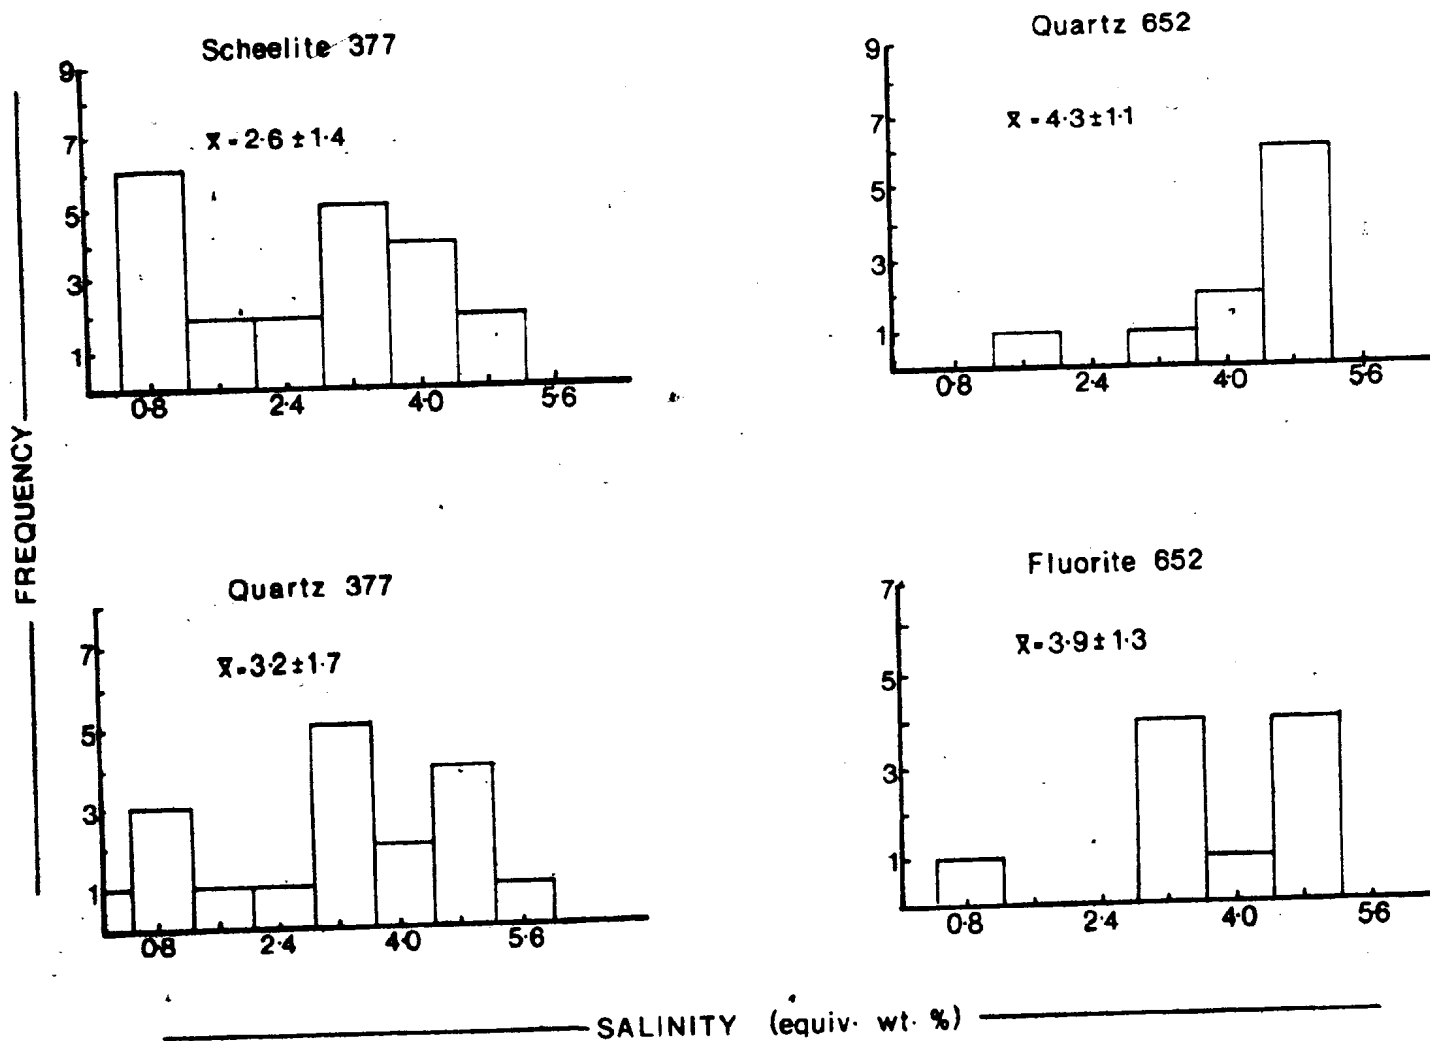 Scheelite 377
x̄ = 2·6 ± 1·4
9
7
5
3
1
0·8 2·4 4·0 5·6
Quartz 652
x̄ = 4·3 ± 1·1
9
7
5
3
1
0·8 2·4 4·0 5·6
FREQUENCY
Quartz 377
x̄ = 3·2 ± 1·7
7
5
3
1
0·8 2·4 4·0 5·6
Fluorite 652
x̄ = 3·9 ± 1·3
7
5
3
1
0·8 2·4 4·0 5·6
SALINITY (equiv. wt. %)